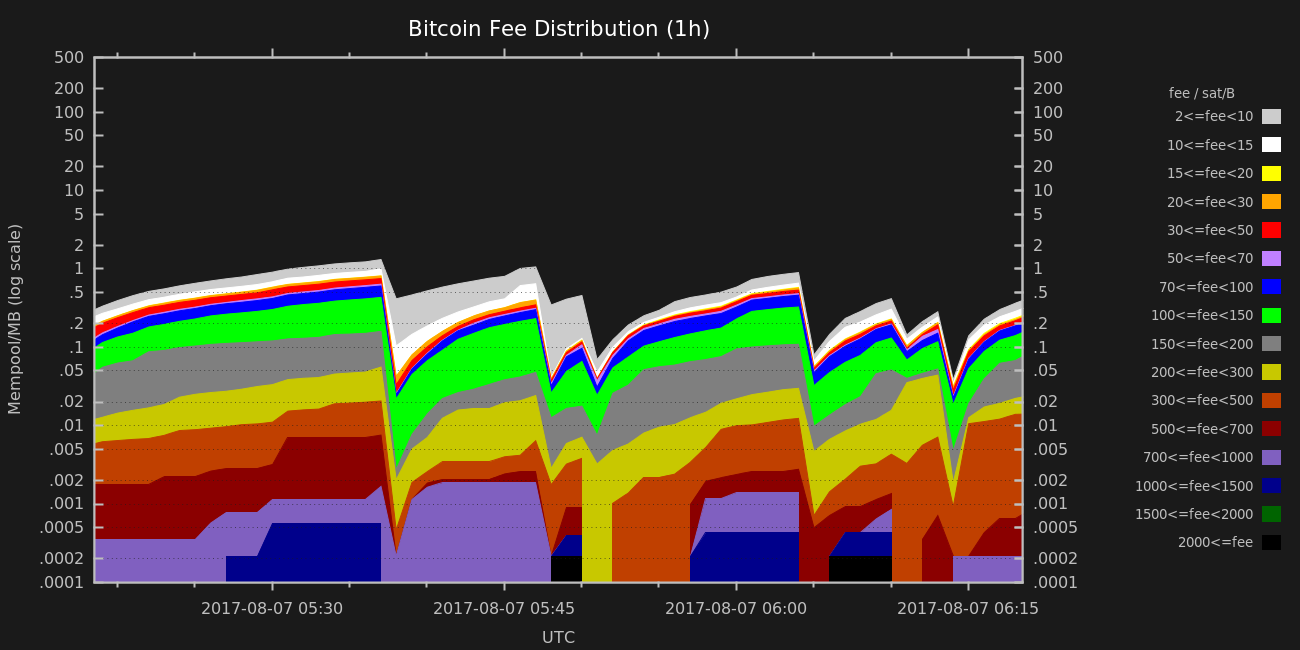 Bitcoin Fee Distribution (1h)
500 500
200 200
100 100
50 50
20 20
10 10
5 5
2 2
1 1
.5 .5
.2 .2
.1 .1
.05 .05
.02 .02
.01 .01
.005 .005
.002 .002
.001 .001
.0005 .0005
.0002 .0002
.0001 .0001
Mempool/MB (log scale)
2017-08-07 05:30 2017-08-07 05:45 2017-08-07 06:00 2017-08-07 06:15
UTC
fee / sat/B
2<=fee<10
10<=fee<15
15<=fee<20
20<=fee<30
30<=fee<50
50<=fee<70
70<=fee<100
100<=fee<150
150<=fee<200
200<=fee<300
300<=fee<500
500<=fee<700
700<=fee<1000
1000<=fee<1500
1500<=fee<2000
2000<=fee